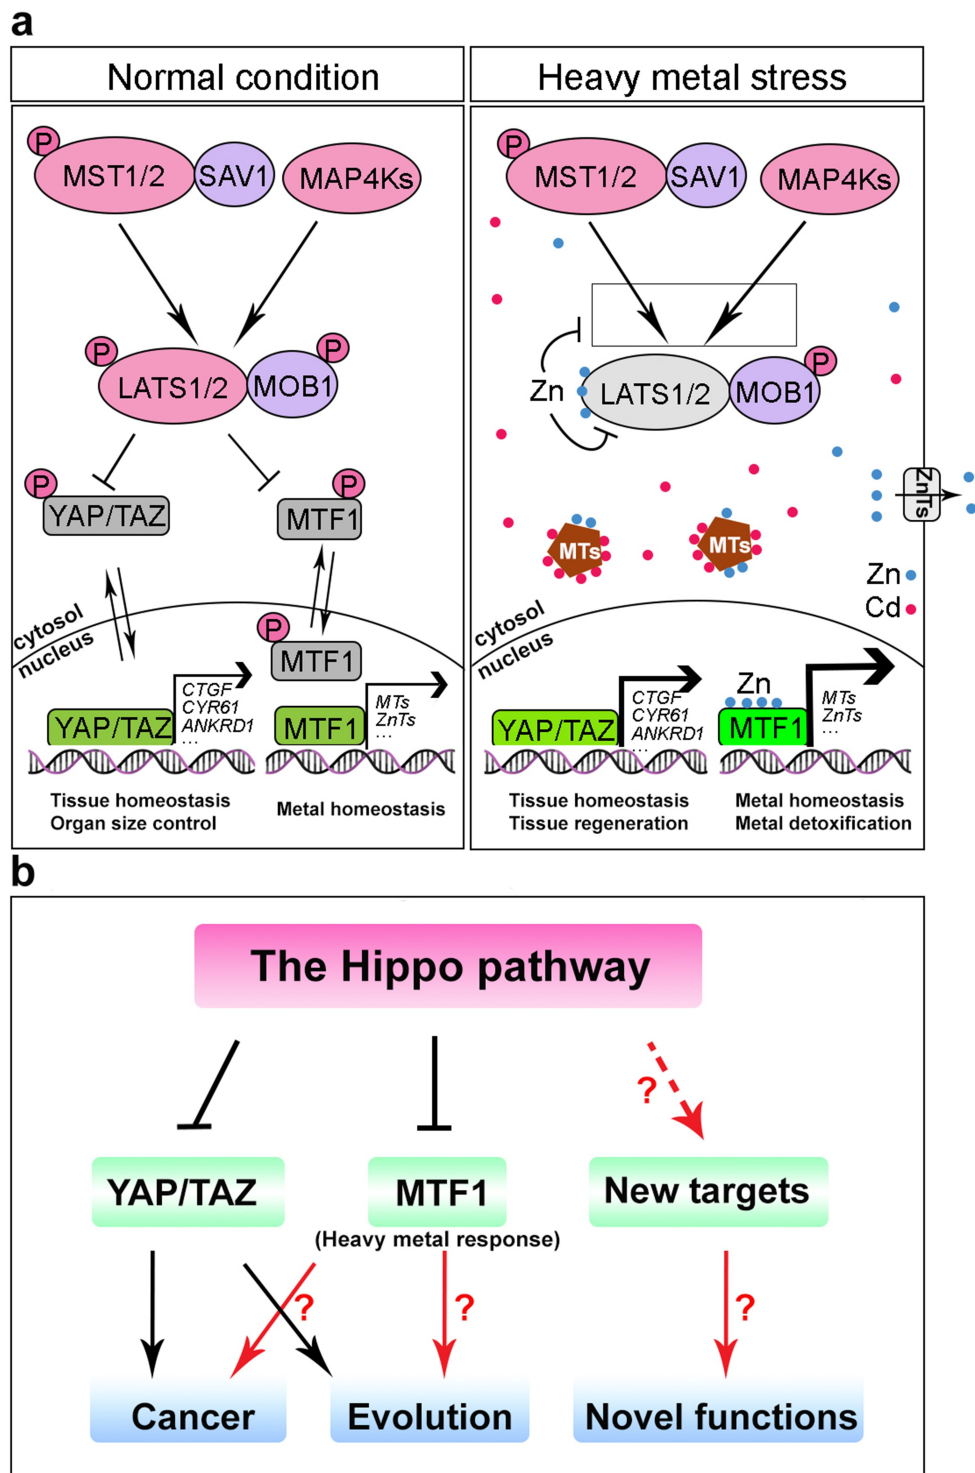 a
Normal condition
P
MST1/2
SAV1
MAP4Ks
P
P
LATS1/2
MOB1
P
P
YAP/TAZ
MTF1
cytosol
nucleus
P
MTF1
CTGF
CYR61
ANKRD1
...
MTs
ZnTs
...
YAP/TAZ
MTF1
Tissue homeostasis
Organ size control
Metal homeostasis
Heavy metal stress
P
MST1/2
SAV1
MAP4Ks
P
Zn
LATS1/2
MOB1
ZnTs
MTs
MTs
Zn
Cd
cytosol
nucleus
CTGF
CYR61
ANKRD1
...
Zn
MTs
ZnTs
...
YAP/TAZ
MTF1
Tissue homeostasis
Tissue regeneration
Metal homeostasis
Metal detoxification
b
The Hippo pathway
?
YAP/TAZ
MTF1
New targets
(Heavy metal response)
?
?
?
Cancer
Evolution
Novel functions